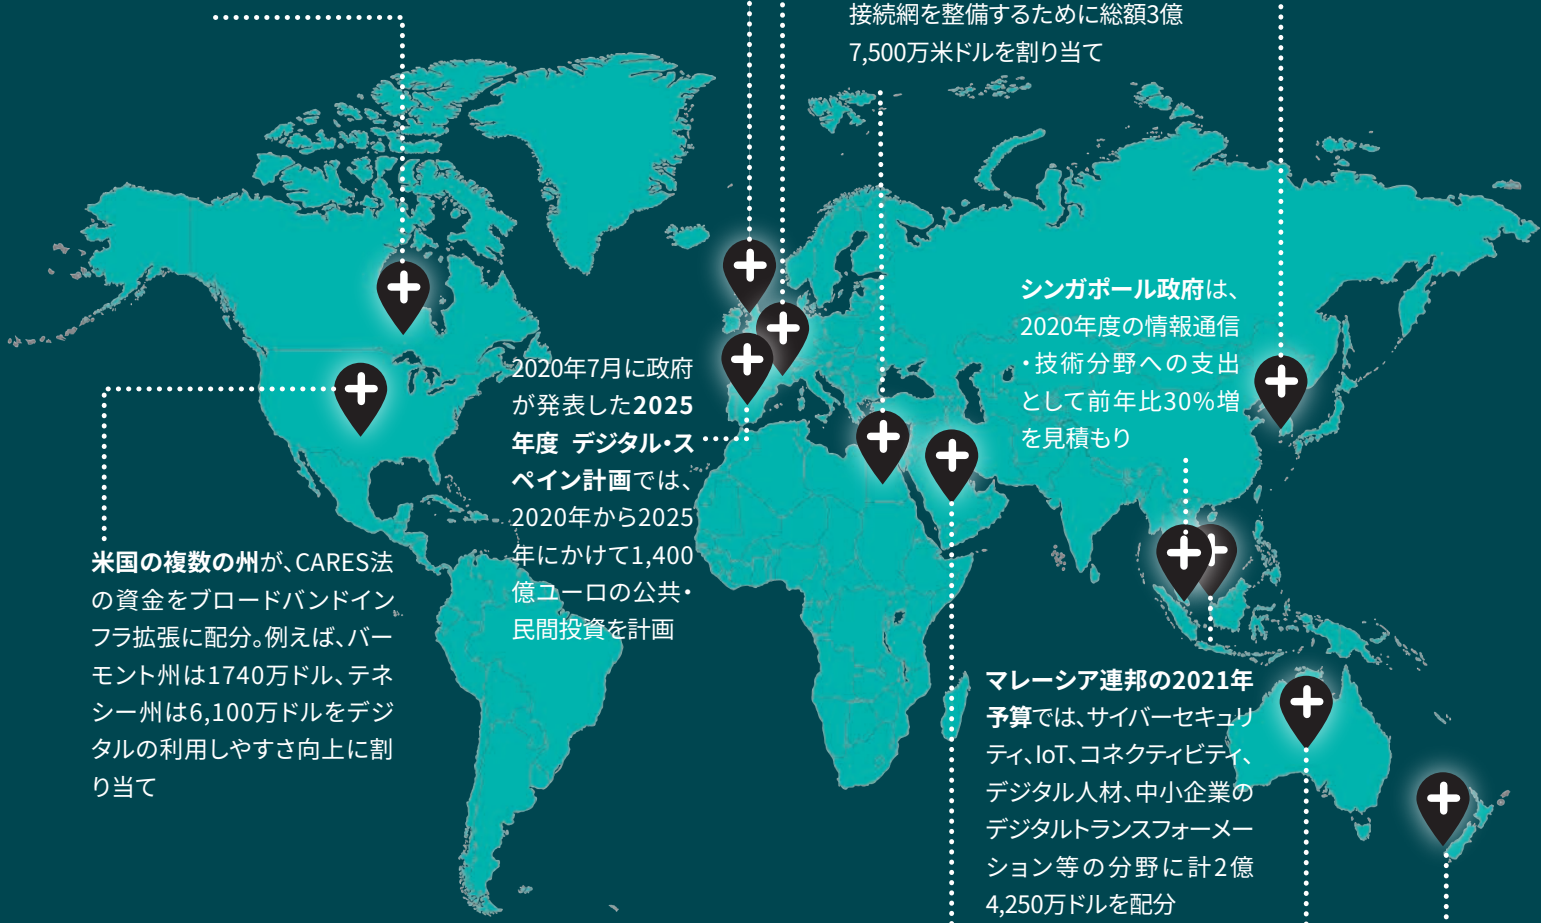 接続網を整備するために総額3億
7,500万米ドルを割り当て
シンガポール政府は、
2020年度の情報通信
・技術分野への支出
として前年比30%増
を見積もり
2020年7月に政府
が発表した2025
年度 デジタル・ス
ペイン計画では、
2020年から2025
年にかけて1,400
億ユーロの公共・
民間投資を計画
米国の複数の州が、CARES法
の資金をブロードバンドイン
フラ拡張に配分。例えば、バー
モント州は1740万ドル、テネ
シー州は6,100万ドルをデジ
タルの利用しやすさ向上に割
り当て
マレーシア連邦の2021年
予算では、サイバーセキュリ
ティ、IoT、コネクティビティ、
デジタル人材、中小企業の
デジタルトランスフォーメー
ション等の分野に計2億
4,250万ドルを配分